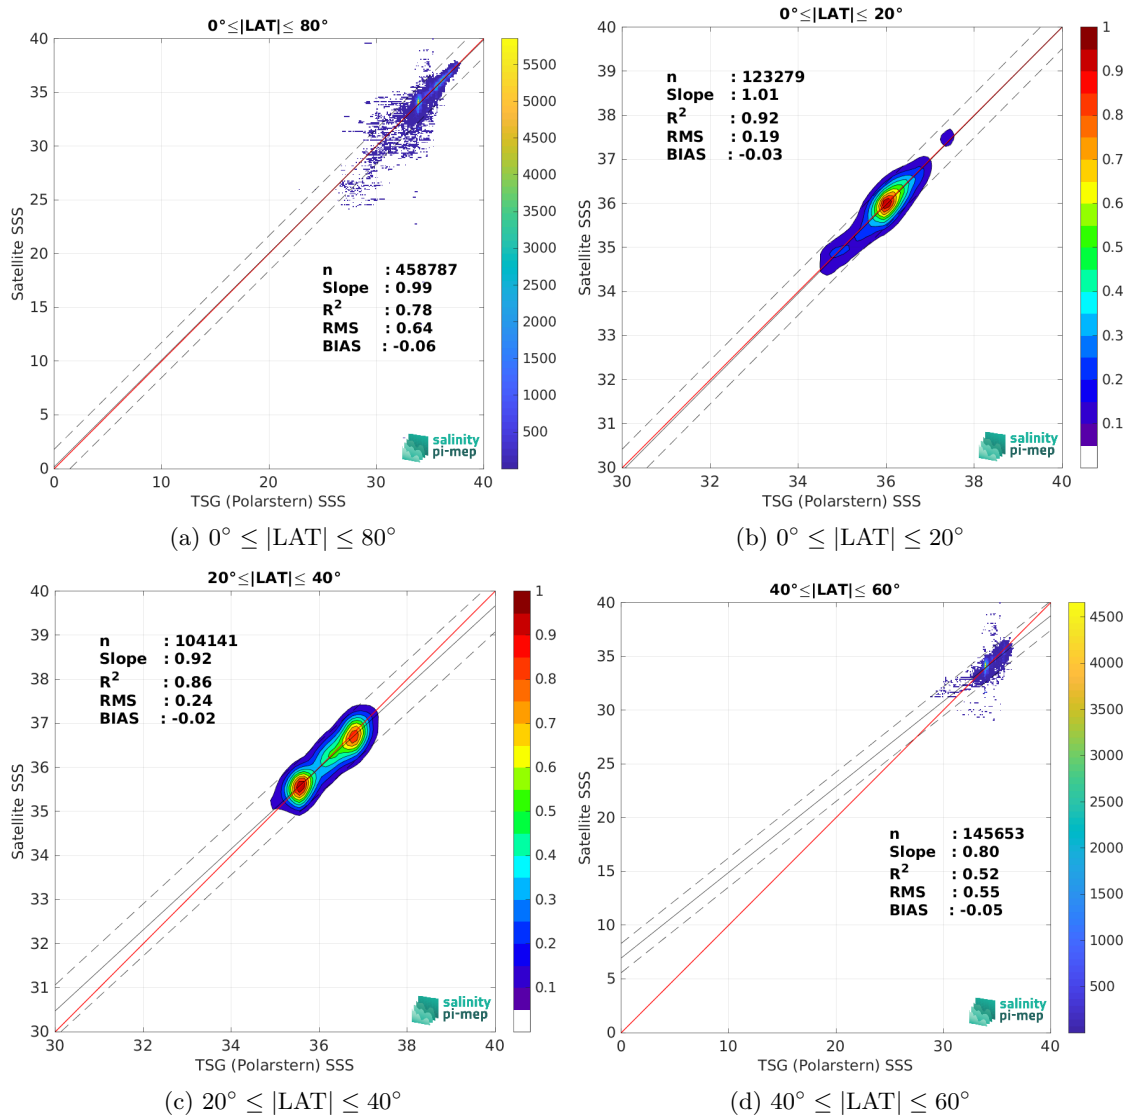 0°≤|LAT|≤ 80°
40
35
30
25
20
15
10
5
0
Satellite SSS
n : 458787
Slope : 0.99
R² : 0.78
RMS : 0.64
BIAS : -0.06
salinity
pi-mep
0 10 20 30 40
TSG (Polarstern) SSS
5500
5000
4500
4000
3500
3000
2500
2000
1500
1000
500
(a) 0° ≤ |LAT| ≤ 80°
0°≤|LAT|≤ 20°
40
39
38
37
36
35
34
33
32
31
30
Satellite SSS
n : 123279
Slope : 1.01
R² : 0.92
RMS : 0.19
BIAS : -0.03
salinity
pi-mep
30 32 34 36 38 40
TSG (Polarstern) SSS
1
0.9
0.8
0.7
0.6
0.5
0.4
0.3
0.2
0.1
(b) 0° ≤ |LAT| ≤ 20°
20°≤|LAT|≤ 40°
40
39
38
37
36
35
34
33
32
31
30
Satellite SSS
n : 104141
Slope : 0.92
R² : 0.86
RMS : 0.24
BIAS : -0.02
salinity
pi-mep
30 32 34 36 38 40
TSG (Polarstern) SSS
1
0.9
0.8
0.7
0.6
0.5
0.4
0.3
0.2
0.1
(c) 20° ≤ |LAT| ≤ 40°
40°≤|LAT|≤ 60°
40
35
30
25
20
15
10
5
0
Satellite SSS
n : 145653
Slope : 0.80
R² : 0.52
RMS : 0.55
BIAS : -0.05
salinity
pi-mep
0 10 20 30 40
TSG (Polarstern) SSS
4500
4000
3500
3000
2500
2000
1500
1000
500
(d) 40° ≤ |LAT| ≤ 60°